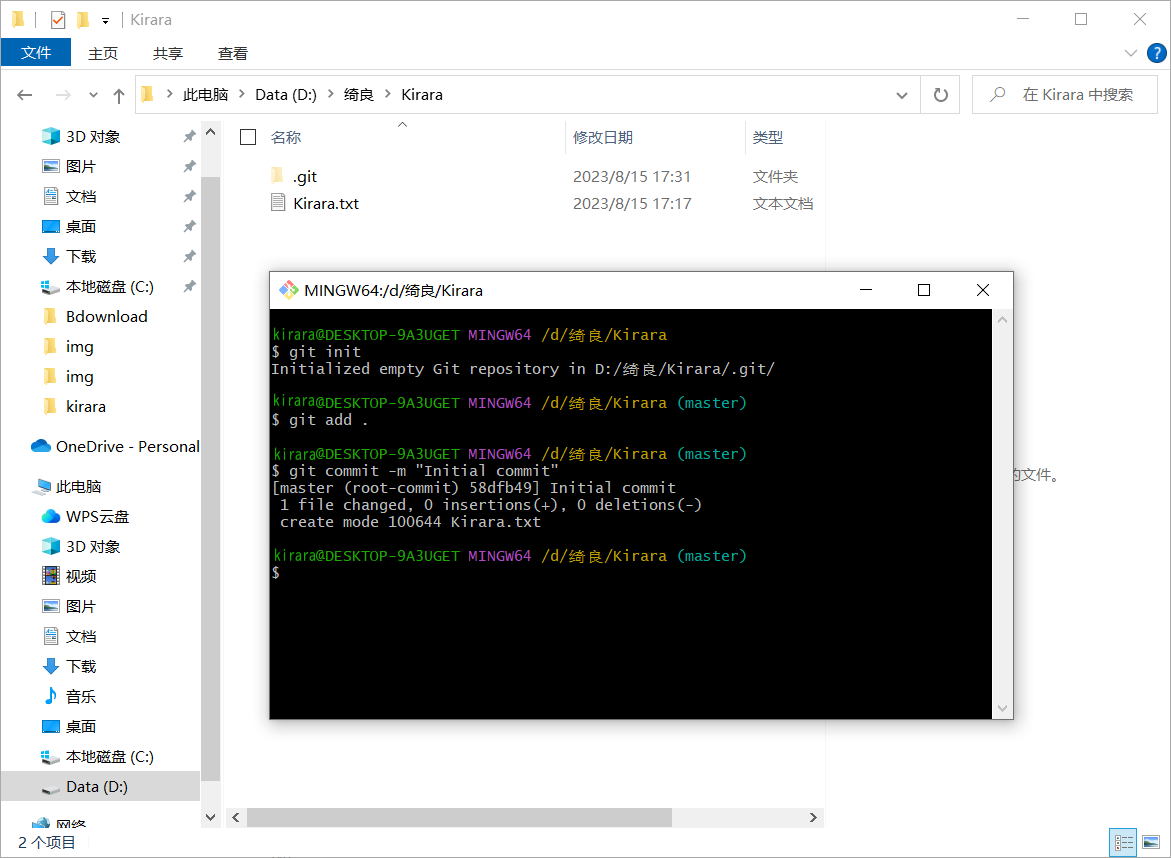 Kirara
文件 主页 共享 查看
此电脑 Data (D:) 绮良 Kirara
在 Kirara 中搜索
3D 对象
图片
文档
桌面
下载
本地磁盘 (C:)
Bdownload
img
img
kirara
OneDrive - Personal
此电脑
WPS云盘
3D 对象
视频
图片
文档
下载
音乐
桌面
本地磁盘 (C:)
Data (D:)
网络
2 个项目
名称 修改日期 类型
.git 2023/8/15 17:31 文件夹
Kirara.txt 2023/8/15 17:17 文本文档
的文件。
MINGW64:/d/绮良/Kirara
kirara@DESKTOP-9A3UGET MINGW64 /d/绮良/Kirara
$ git init
Initialized empty Git repository in D:/绮良/Kirara/.git/
kirara@DESKTOP-9A3UGET MINGW64 /d/绮良/Kirara (master)
$ git add .
kirara@DESKTOP-9A3UGET MINGW64 /d/绮良/Kirara (master)
$ git commit -m "Initial commit"
[master (root-commit) 58dfb49] Initial commit
1 file changed, 0 insertions(+), 0 deletions(-)
create mode 100644 Kirara.txt
kirara@DESKTOP-9A3UGET MINGW64 /d/绮良/Kirara (master)
$